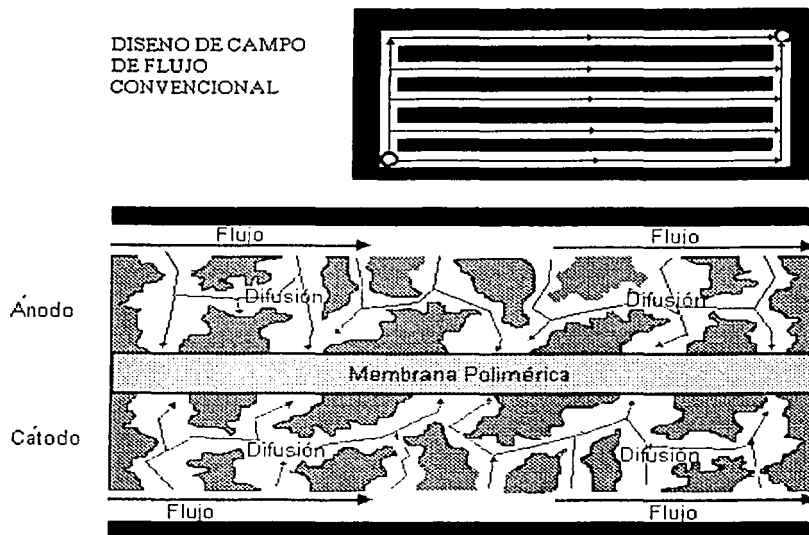 DISENO DE CAMPO
DE FLUJO
CONVENCIONAL
Flujo
Flujo
Difusión
Difusión
Ánodo
Membrana Polimérica
Cátodo
Difusión
Difusión
Flujo
Flujo